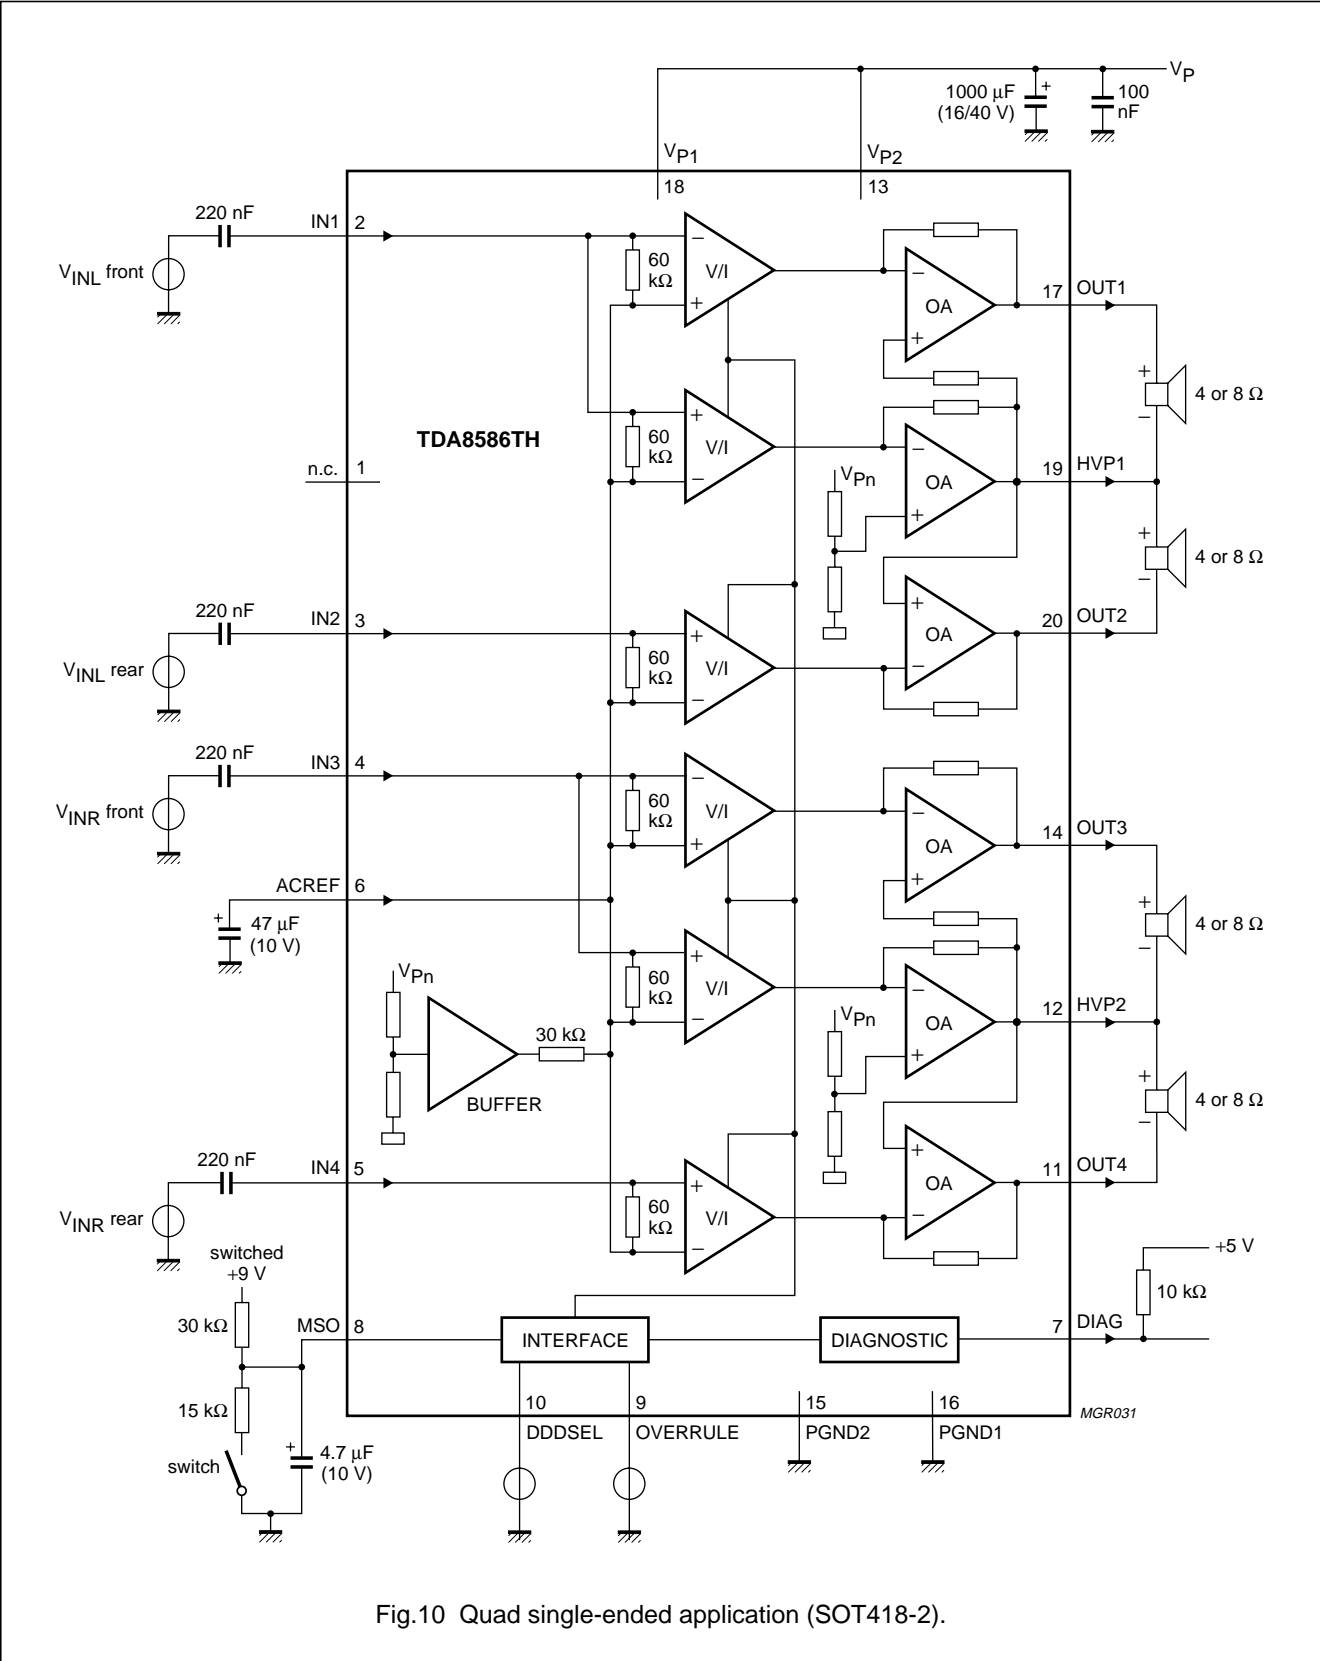 V_P
1000 μF
(16/40 V)
+
100
nF
V_P1
V_P2
18
13
220 nF
IN1
2
V_INL front
−
60
kΩ
V/I
+
−
OA
+
17
OUT1
+
−
4 or 8 Ω
TDA8586TH
n.c.
1
+
60
kΩ
V/I
−
V_Pn
−
OA
+
19
HVP1
+
−
4 or 8 Ω
220 nF
IN2
3
V_INL rear
+
60
kΩ
V/I
−
+
OA
−
20
OUT2
220 nF
IN3
4
V_INR front
−
60
kΩ
V/I
+
−
OA
+
14
OUT3
+
−
4 or 8 Ω
ACREF
6
+
47 μF
(10 V)
V_Pn
BUFFER
30 kΩ
+
60
kΩ
V/I
−
V_Pn
−
OA
+
12
HVP2
+
−
4 or 8 Ω
220 nF
IN4
5
V_INR rear
+
60
kΩ
V/I
−
+
OA
−
11
OUT4
switched
+9 V
30 kΩ
MSO
8
INTERFACE
DIAGNOSTIC
7
DIAG
+5 V
10 kΩ
15 kΩ
switch
+
4.7 μF
(10 V)
10
DDDSEL
9
OVERRULE
15
PGND2
16
PGND1
MGR031
Fig.10 Quad single-ended application (SOT418-2).